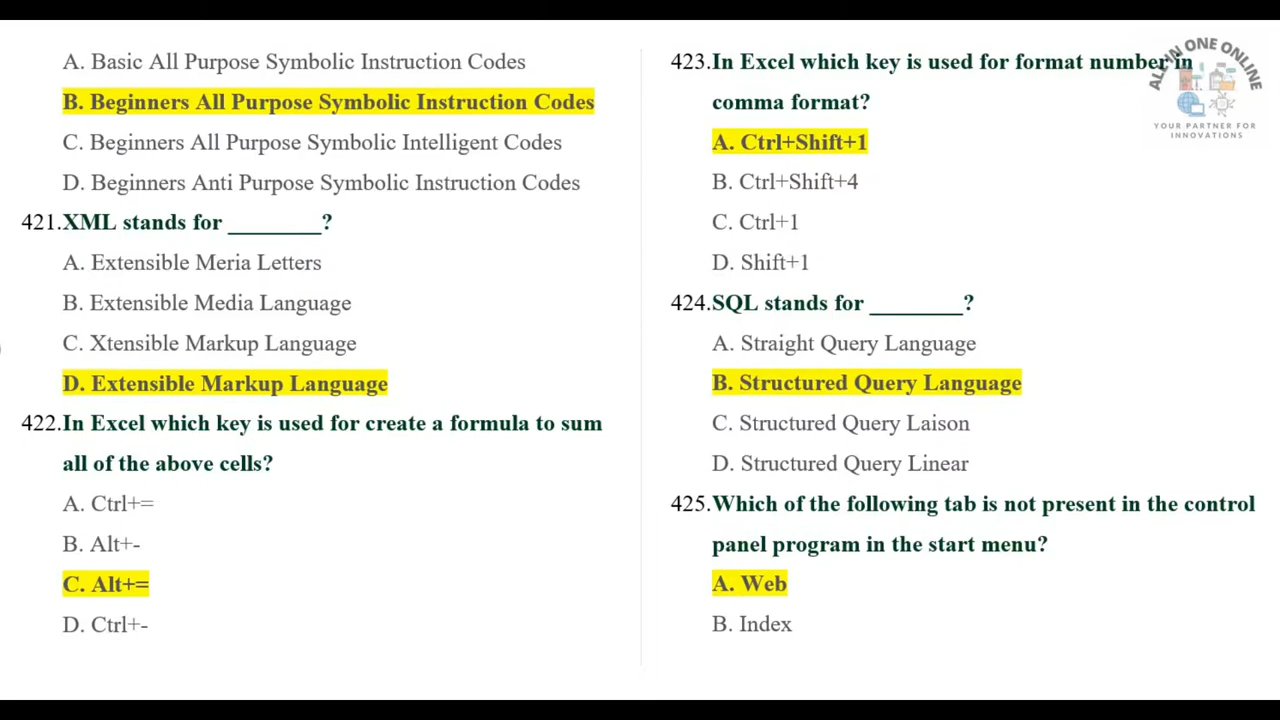 A. Basic All Purpose Symbolic Instruction Codes
B. Beginners All Purpose Symbolic Instruction Codes
C. Beginners All Purpose Symbolic Intelligent Codes
D. Beginners Anti Purpose Symbolic Instruction Codes
421.XML stands for ________?
A. Extensible Meria Letters
B. Extensible Media Language
C. Xtensible Markup Language
D. Extensible Markup Language
422.In Excel which key is used for create a formula to sum
all of the above cells?
A. Ctrl+=
B. Alt+-
C. Alt+=
D. Ctrl+-
423.In Excel which key is used for format number in
comma format?
A. Ctrl+Shift+1
B. Ctrl+Shift+4
C. Ctrl+1
D. Shift+1
424.SQL stands for ________?
A. Straight Query Language
B. Structured Query Language
C. Structured Query Laison
D. Structured Query Linear
425.Which of the following tab is not present in the control
panel program in the start menu?
A. Web
B. Index
ALL IN ONE ONLINE
YOUR PARTNER FOR
INNOVATIONS